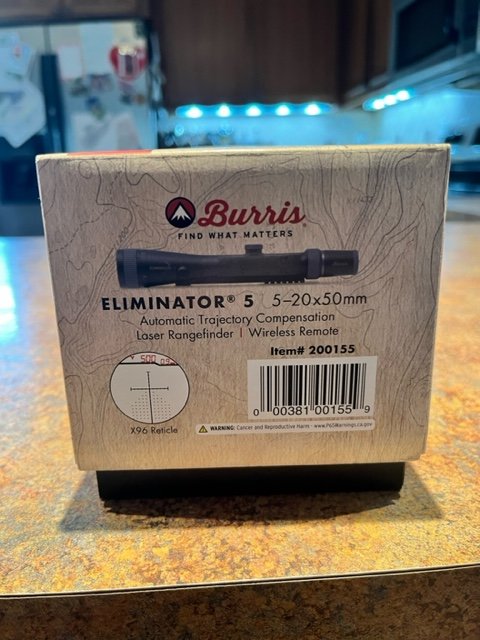 Burris
FIND WHAT MATTERS
ELIMINATOR® 5 5-20x50mm
Automatic Trajectory Compensation
Laser Rangefinder | Wireless Remote
Item# 200155
500
X96 Reticle
0 00381 00155 9
WARNING: Cancer and Reproductive Harm - www.P65Warnings.ca.gov